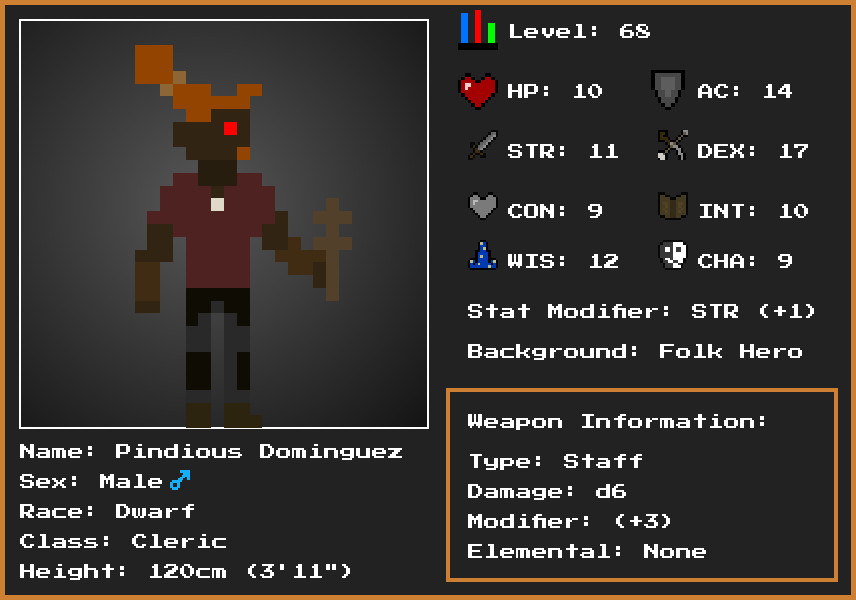 Level: 68
HP: 10 AC: 14
STR: 11 DEX: 17
CON: 9 INT: 10
WIS: 12 CHA: 9
Stat Modifier: STR (+1)
Background: Folk Hero
Weapon Information:
Type: Staff
Damage: d6
Modifier: (+3)
Elemental: None
Name: Pindious Dominguez
Sex: Male♂
Race: Dwarf
Class: Cleric
Height: 120cm (3'11")